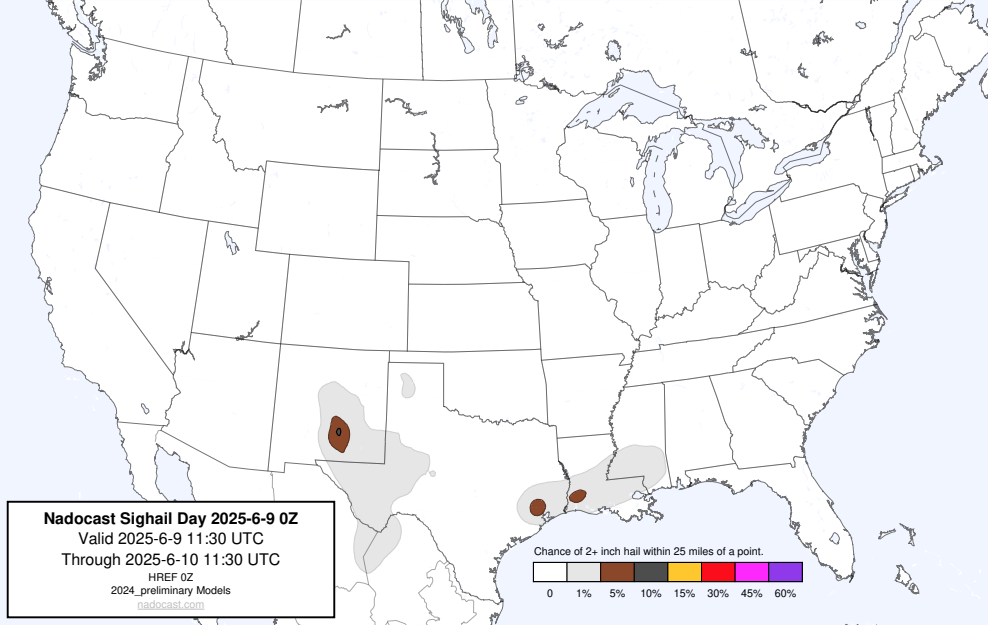 Nadocast Sighail Day 2025-6-9 0Z
Valid 2025-6-9 11:30 UTC
Through 2025-6-10 11:30 UTC
HREF 0Z
2024_preliminary Models
nadocast.com
Chance of 2+ inch hail within 25 miles of a point.
0 1% 5% 10% 15% 30% 45% 60%